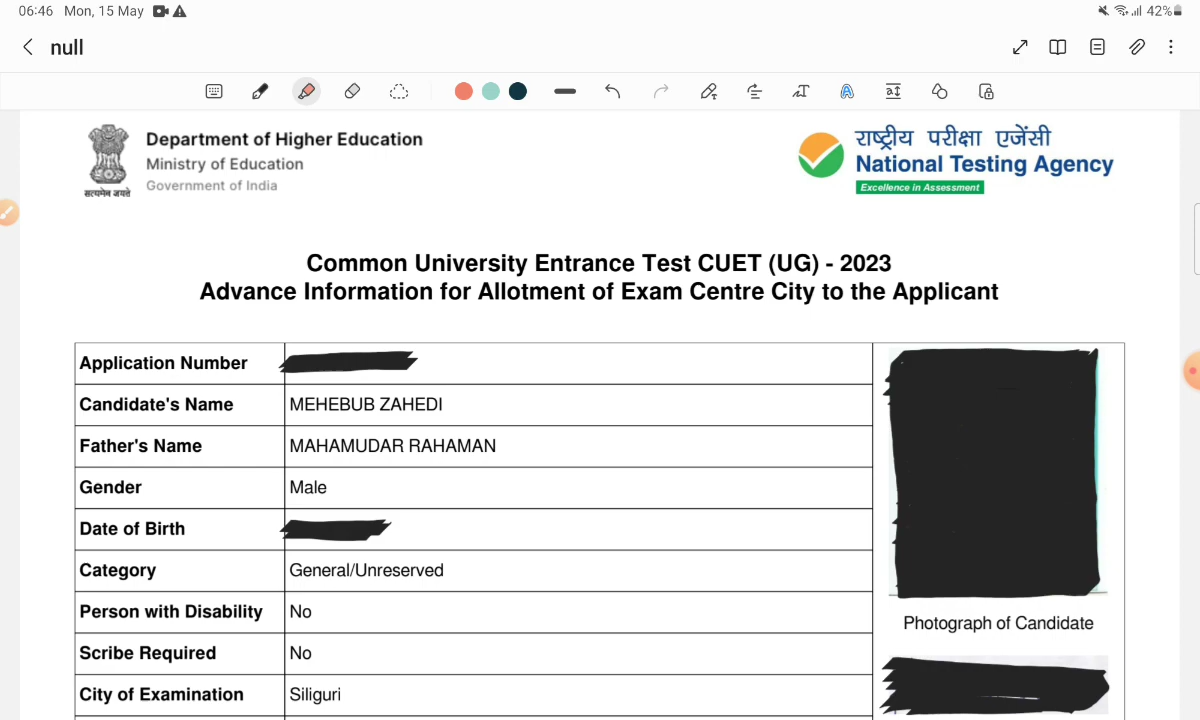 06:46 Mon, 15 May 42%
null
Department of Higher Education
Ministry of Education
Government of India
सत्यमेव जयते
राष्ट्रीय परीक्षा एजेंसी
National Testing Agency
Excellence in Assessment
Common University Entrance Test CUET (UG) - 2023
Advance Information for Allotment of Exam Centre City to the Applicant
Application Number
Candidate's Name MEHEBUB ZAHEDI
Father's Name MAHAMUDAR RAHAMAN
Gender Male
Date of Birth
Category General/Unreserved
Person with Disability No
Scribe Required No
City of Examination Siliguri
Photograph of Candidate